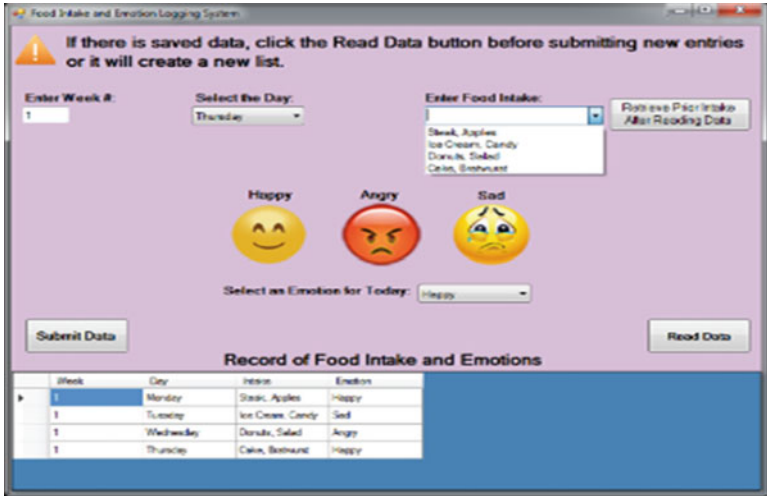 Food Intake and Emotion Logging System
If there is saved data, click the Read Data button before submitting new entries
or it will create a new list.
Enter Week #:
Select the Day:
Enter Food Intake:
1
Thursday
Retrieve Prior Intake
After Reading Data
Steak, Apples
Ice Cream, Candy
Donuts, Salad
Cake, Bratwurst
Happy
Angry
Sad
Select an Emotion for Today:
Happy
Submit Data
Read Data
Record of Food Intake and Emotions
Week Day Intake Emotion
1 Monday Steak, Apples Happy
1 Tuesday Ice Cream, Candy Sad
1 Wednesday Donuts, Salad Angry
1 Thursday Cake, Bratwurst Happy